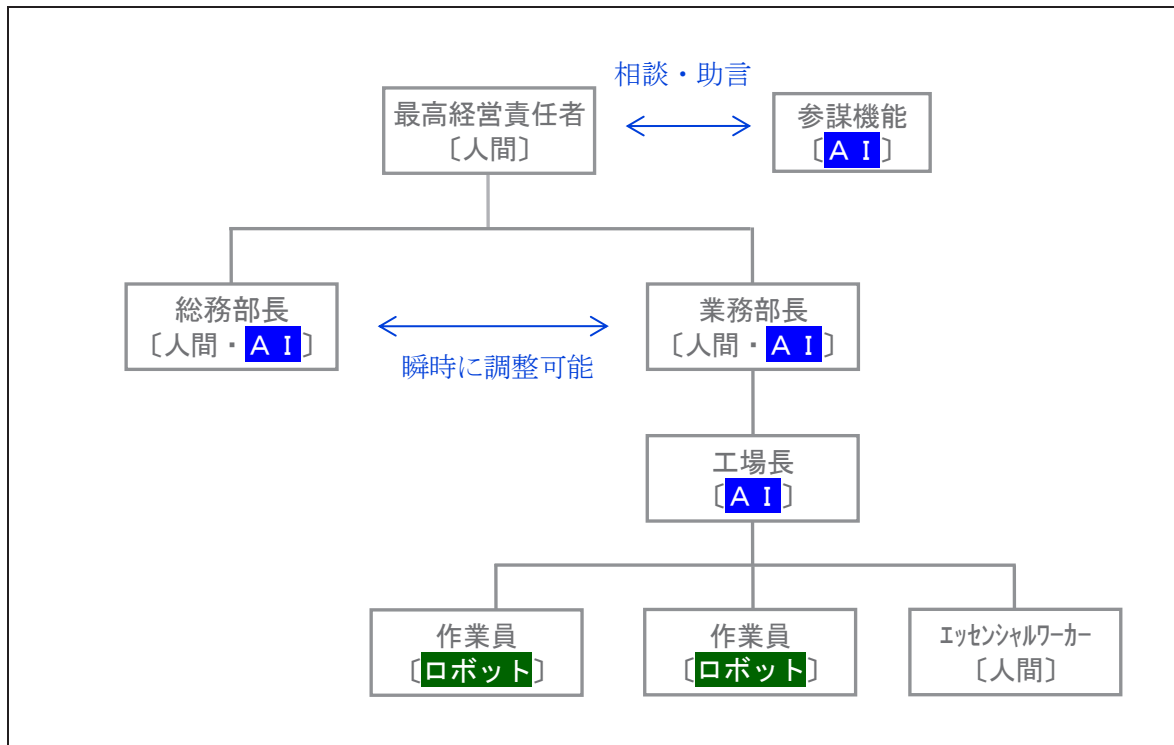 相談・助言
最高経営責任者
〔人間〕
参謀機能
〔ＡＩ〕
総務部長
〔人間・ＡＩ〕
瞬時に調整可能
業務部長
〔人間・ＡＩ〕
工場長
〔ＡＩ〕
作業員
〔ロボット〕
作業員
〔ロボット〕
ｴｯｾﾝｼｬﾙﾜｰｶｰ
〔人間〕